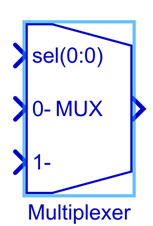 sel(0:0)
0- MUX
1-
Multiplexer